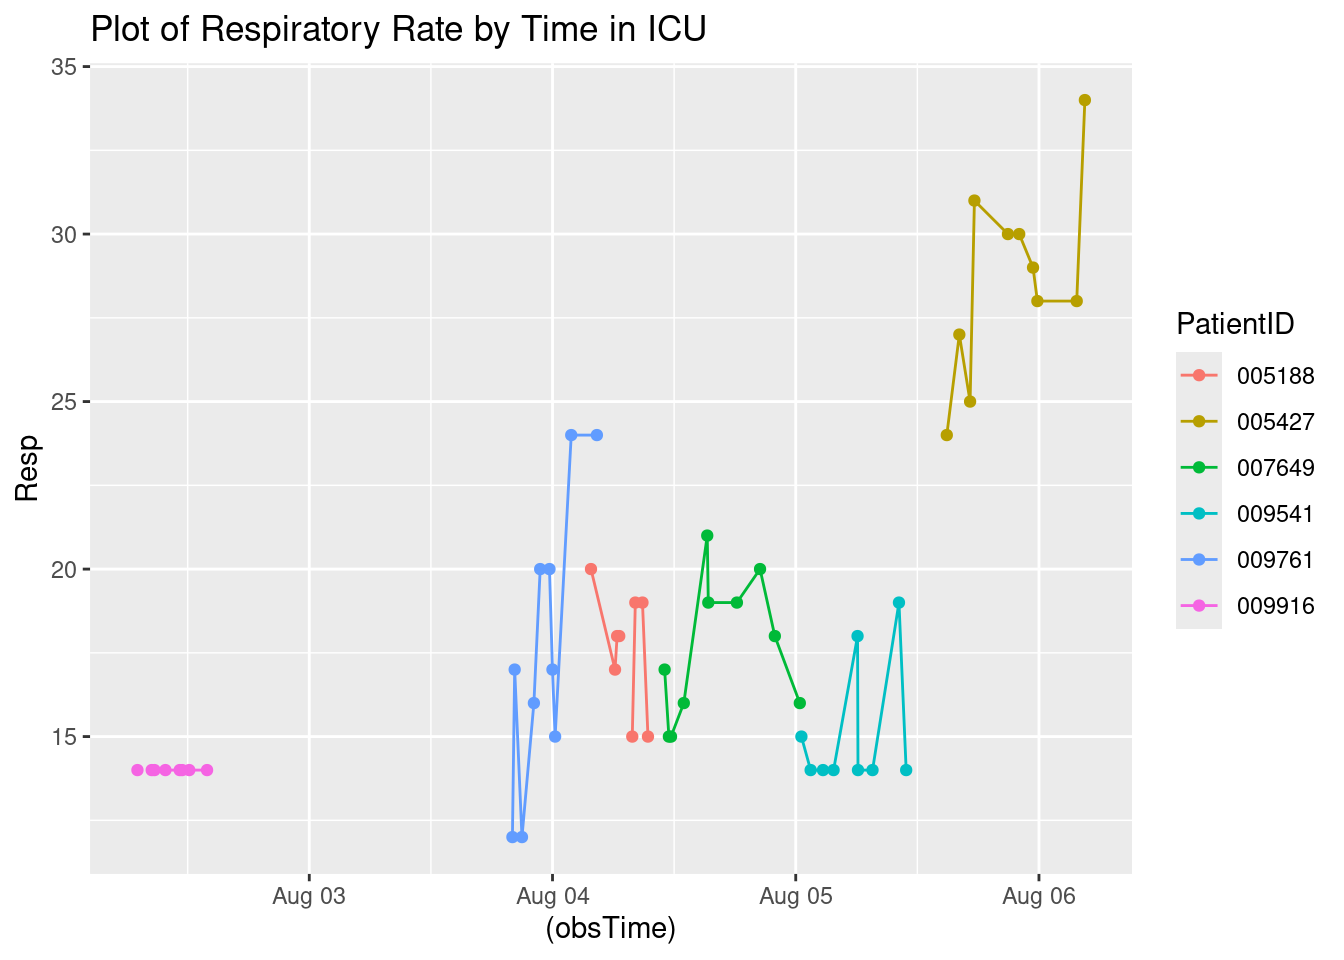 Plot of Respiratory Rate by Time in ICU
35
30
25
20
15
Resp
Aug 03
Aug 04
Aug 05
Aug 06
(obsTime)
PatientID
005188
005427
007649
009541
009761
009916